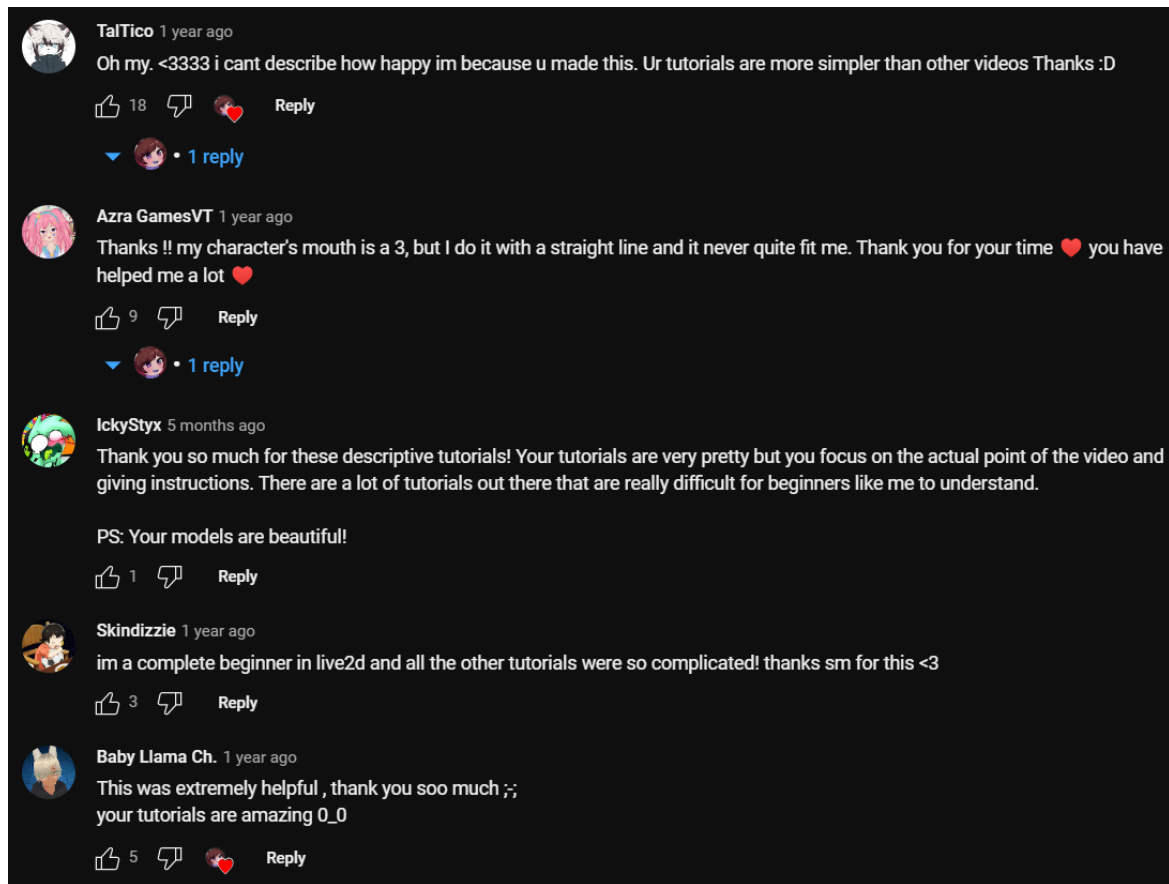 TalTico 1 year ago
Oh my. <3333 i cant describe how happy im because u made this. Ur tutorials are more simpler than other videos Thanks :D
18 Reply
• 1 reply
Azra GamesVT 1 year ago
Thanks !! my character's mouth is a 3, but I do it with a straight line and it never quite fit me. Thank you for your time ♥ you have
helped me a lot ♥
9 Reply
• 1 reply
IckyStyx 5 months ago
Thank you so much for these descriptive tutorials! Your tutorials are very pretty but you focus on the actual point of the video and
giving instructions. There are a lot of tutorials out there that are really difficult for beginners like me to understand.
PS: Your models are beautiful!
1 Reply
Skindizzie 1 year ago
im a complete beginner in live2d and all the other tutorials were so complicated! thanks sm for this <3
3 Reply
Baby Llama Ch. 1 year ago
This was extremely helpful , thank you soo much ;-;
your tutorials are amazing 0_0
5 Reply